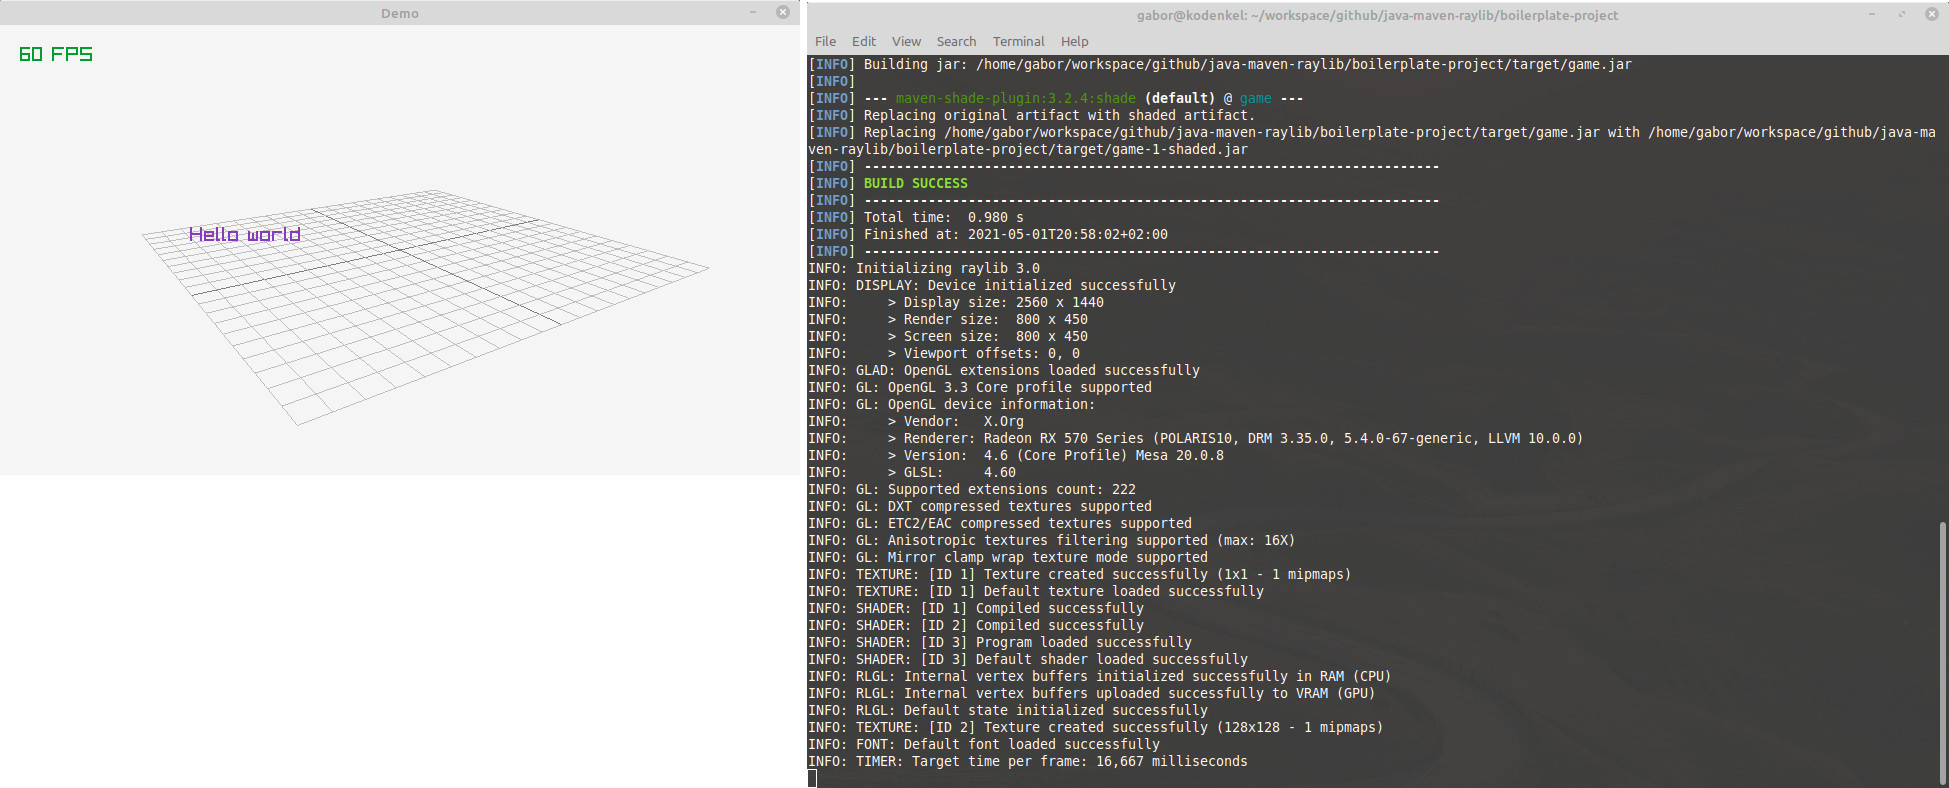 Demo
60 FPS
Hello world
gabor@kodenkel: ~/workspace/github/java-maven-raylib/boilerplate-project
File Edit View Search Terminal Help
[INFO] Building jar: /home/gabor/workspace/github/java-maven-raylib/boilerplate-project/target/game.jar
[INFO]
[INFO] --- maven-shade-plugin:3.2.4:shade (default) @ game ---
[INFO] Replacing original artifact with shaded artifact.
[INFO] Replacing /home/gabor/workspace/github/java-maven-raylib/boilerplate-project/target/game.jar with /home/gabor/workspace/github/java-ma
ven-raylib/boilerplate-project/target/game-1-shaded.jar
[INFO] ------------------------------------------------------------------------
[INFO] BUILD SUCCESS
[INFO] ------------------------------------------------------------------------
[INFO] Total time:  0.980 s
[INFO] Finished at: 2021-05-01T20:58:02+02:00
[INFO] ------------------------------------------------------------------------
INFO: Initializing raylib 3.0
INFO: DISPLAY: Device initialized successfully
INFO:     > Display size: 2560 x 1440
INFO:     > Render size:  800 x 450
INFO:     > Screen size:  800 x 450
INFO:     > Viewport offsets: 0, 0
INFO: GLAD: OpenGL extensions loaded successfully
INFO: GL: OpenGL 3.3 Core profile supported
INFO: GL: OpenGL device information:
INFO:     > Vendor:   X.Org
INFO:     > Renderer: Radeon RX 570 Series (POLARIS10, DRM 3.35.0, 5.4.0-67-generic, LLVM 10.0.0)
INFO:     > Version:  4.6 (Core Profile) Mesa 20.0.8
INFO:     > GLSL:     4.60
INFO: GL: Supported extensions count: 222
INFO: GL: DXT compressed textures supported
INFO: GL: ETC2/EAC compressed textures supported
INFO: GL: Anisotropic textures filtering supported (max: 16X)
INFO: GL: Mirror clamp wrap texture mode supported
INFO: TEXTURE: [ID 1] Texture created successfully (1x1 - 1 mipmaps)
INFO: TEXTURE: [ID 1] Default texture loaded successfully
INFO: SHADER: [ID 1] Compiled successfully
INFO: SHADER: [ID 2] Compiled successfully
INFO: SHADER: [ID 3] Program loaded successfully
INFO: SHADER: [ID 3] Default shader loaded successfully
INFO: RLGL: Internal vertex buffers initialized successfully in RAM (CPU)
INFO: RLGL: Internal vertex buffers uploaded successfully to VRAM (GPU)
INFO: RLGL: Default state initialized successfully
INFO: TEXTURE: [ID 2] Texture created successfully (128x128 - 1 mipmaps)
INFO: FONT: Default font loaded successfully
INFO: TIMER: Target time per frame: 16,667 milliseconds